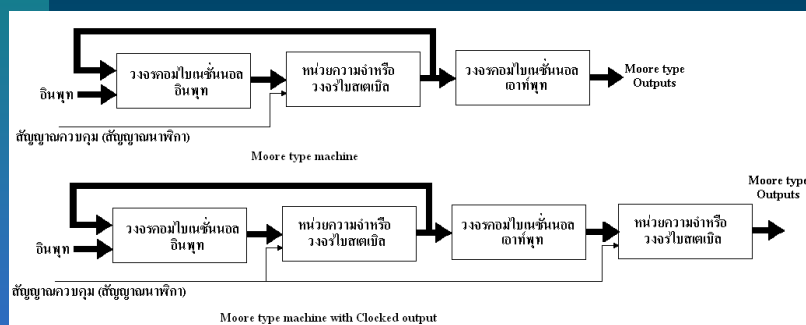 วงจรคอมไบเนชั่นนอล
อินพุท
หน่วยความจำหรือ
วงจรไบสเตเบิล
วงจรคอมไบเนชั่นนอล
เอาท์พุท
Moore type
Outputs
อินพุท
สัญญาณควบคุม (สัญญาณนาฬิกา)
Moore type machine
Moore type
Outputs
วงจรคอมไบเนชั่นนอล
อินพุท
หน่วยความจำหรือ
วงจรไบสเตเบิล
วงจรคอมไบเนชั่นนอล
เอาท์พุท
หน่วยความจำหรือ
วงจรไบสเตเบิล
อินพุท
สัญญาณควบคุม (สัญญาณนาฬิกา)
Moore type machine with Clocked output